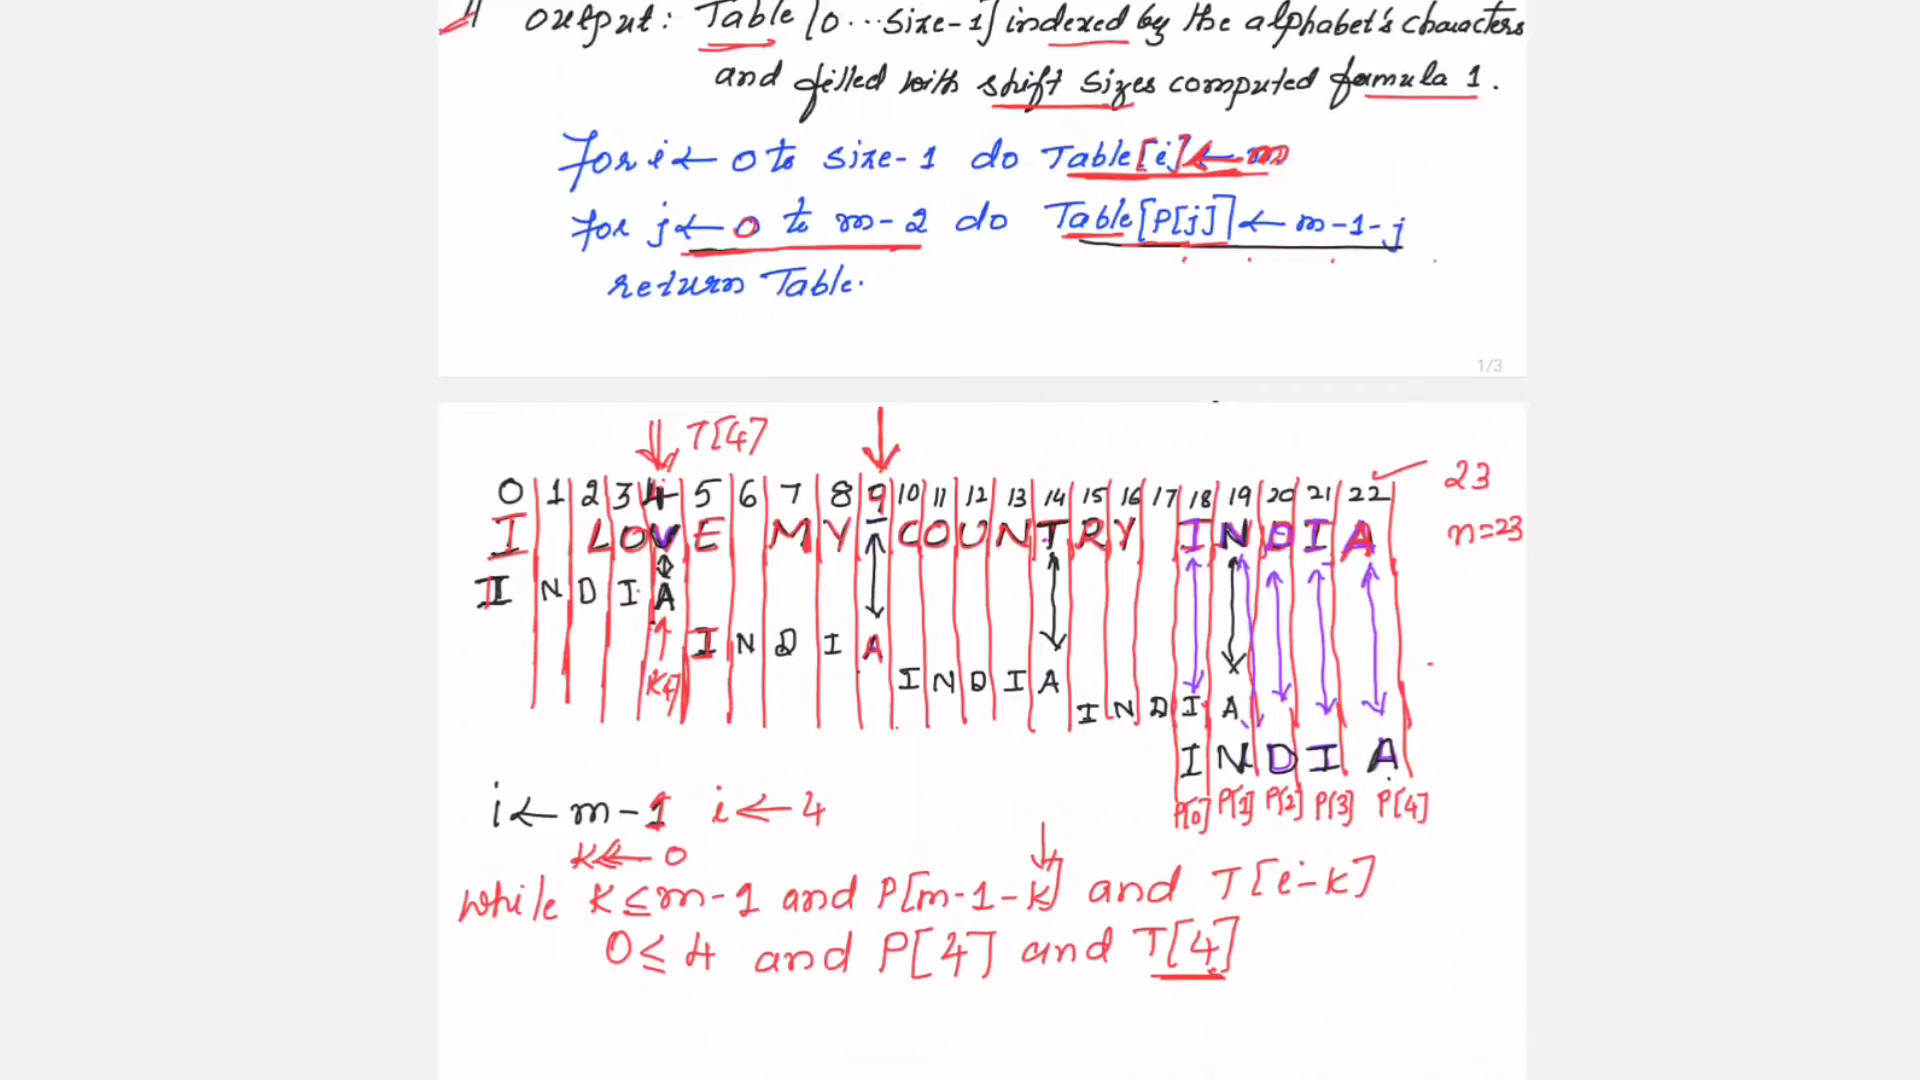 Output: Table [0...size-1] indexed by the alphabet's characters
and filled with shift sizes computed formula 1.
For i ← 0 to size-1 do Table[i] ← m
For j ← 0 to m-2 do Table[P[j]] ← m-1-j
return Table.
1/3
T[4]
0 1 2 3 4 5 6 7 8 9 10 11 12 13 14 15 16 17 18 19 20 21 22 23
I LOVE MY COUNTRY INDIA n=23
I N D I A
I N D I A
K[4]
I N D I A
I N D I A
I N D I A
P[0] P[1] P[2] P[3] P[4]
i ← m-1 i ← 4
K ← 0
while K ≤ m-1 and P[m-1-k] and T[i-k]
0 ≤ 4 and P[4] and T[4]